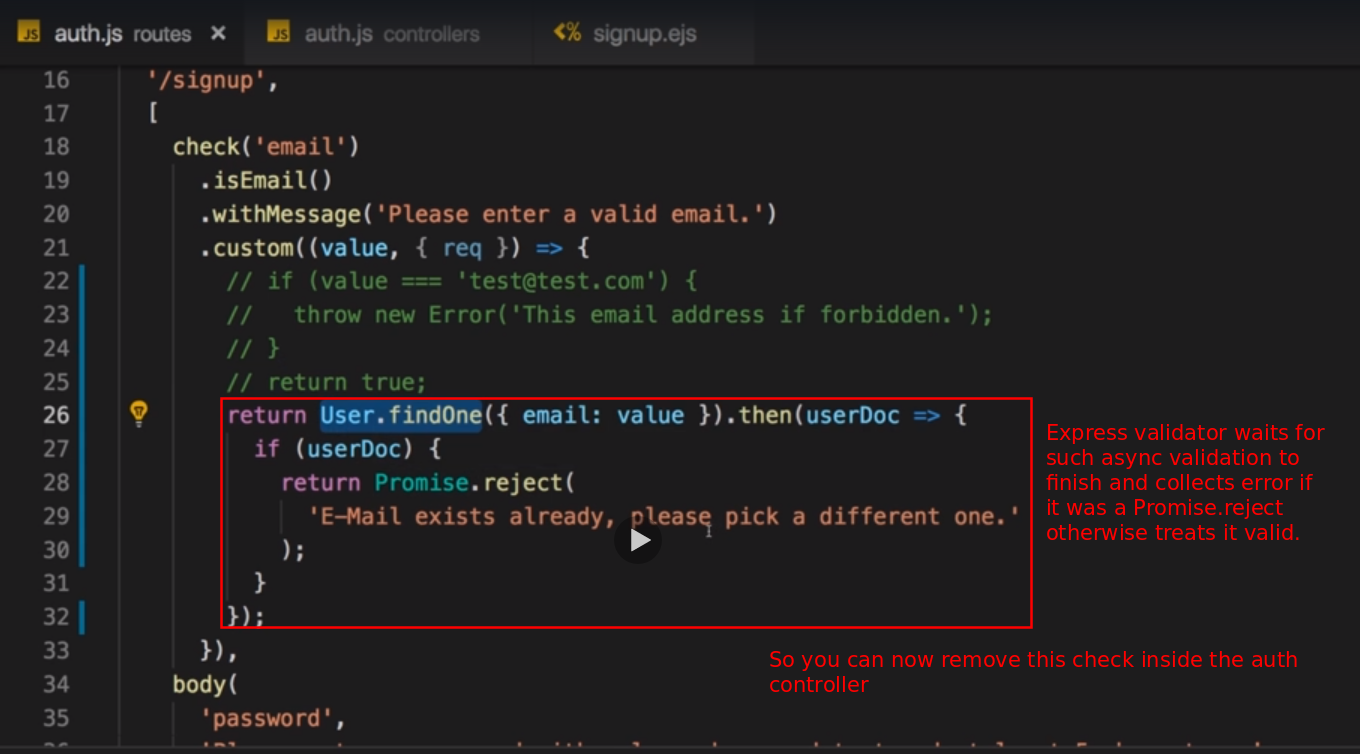 auth.js routes ×
auth.js controllers
signup.ejs
16 '/signup',
17 [
18 check('email')
19 .isEmail()
20 .withMessage('Please enter a valid email.')
21 .custom((value, { req }) => {
22 // if (value === 'test@test.com') {
23 //   throw new Error('This email address if forbidden.');
24 // }
25 // return true;
26 return User.findOne({ email: value }).then(userDoc => {
27 if (userDoc) {
28 return Promise.reject(
29 'E-Mail exists already, please pick a different one.'
30 );
31 }
32 });
33 }),
34 body(
35 'password',
Express validator waits for
such async validation to
finish and collects error if
it was a Promise.reject
otherwise treats it valid.
So you can now remove this check inside the auth
controller